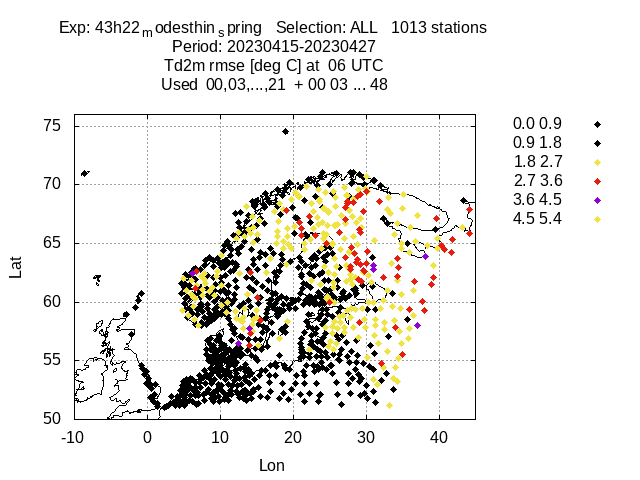 Exp: 43h22modesthinspring Selection: ALL 1013 stations
Period: 20230415-20230427
Td2m rmse [deg C] at 06 UTC
Used 00,03,...,21 + 00 03 ... 48
75
70
65
60
55
50
-10 0 10 20 30 40
Lat
Lon
0.0 0.9
0.9 1.8
1.8 2.7
2.7 3.6
3.6 4.5
4.5 5.4